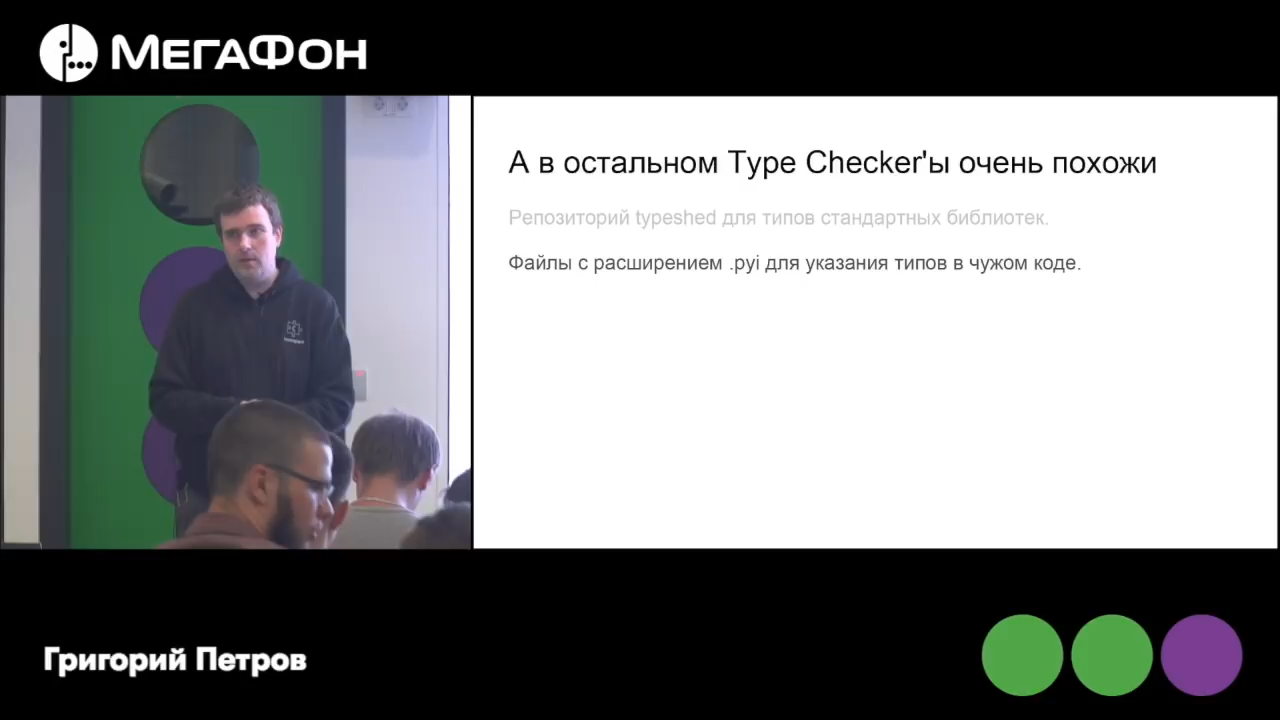 МЕГАФОН
А в остальном Type Checker'ы очень похожи
Репозиторий typeshed для типов стандартных библиотек.
Файлы с расширением .pyi для указания типов в чужом коде.
Григорий Петров